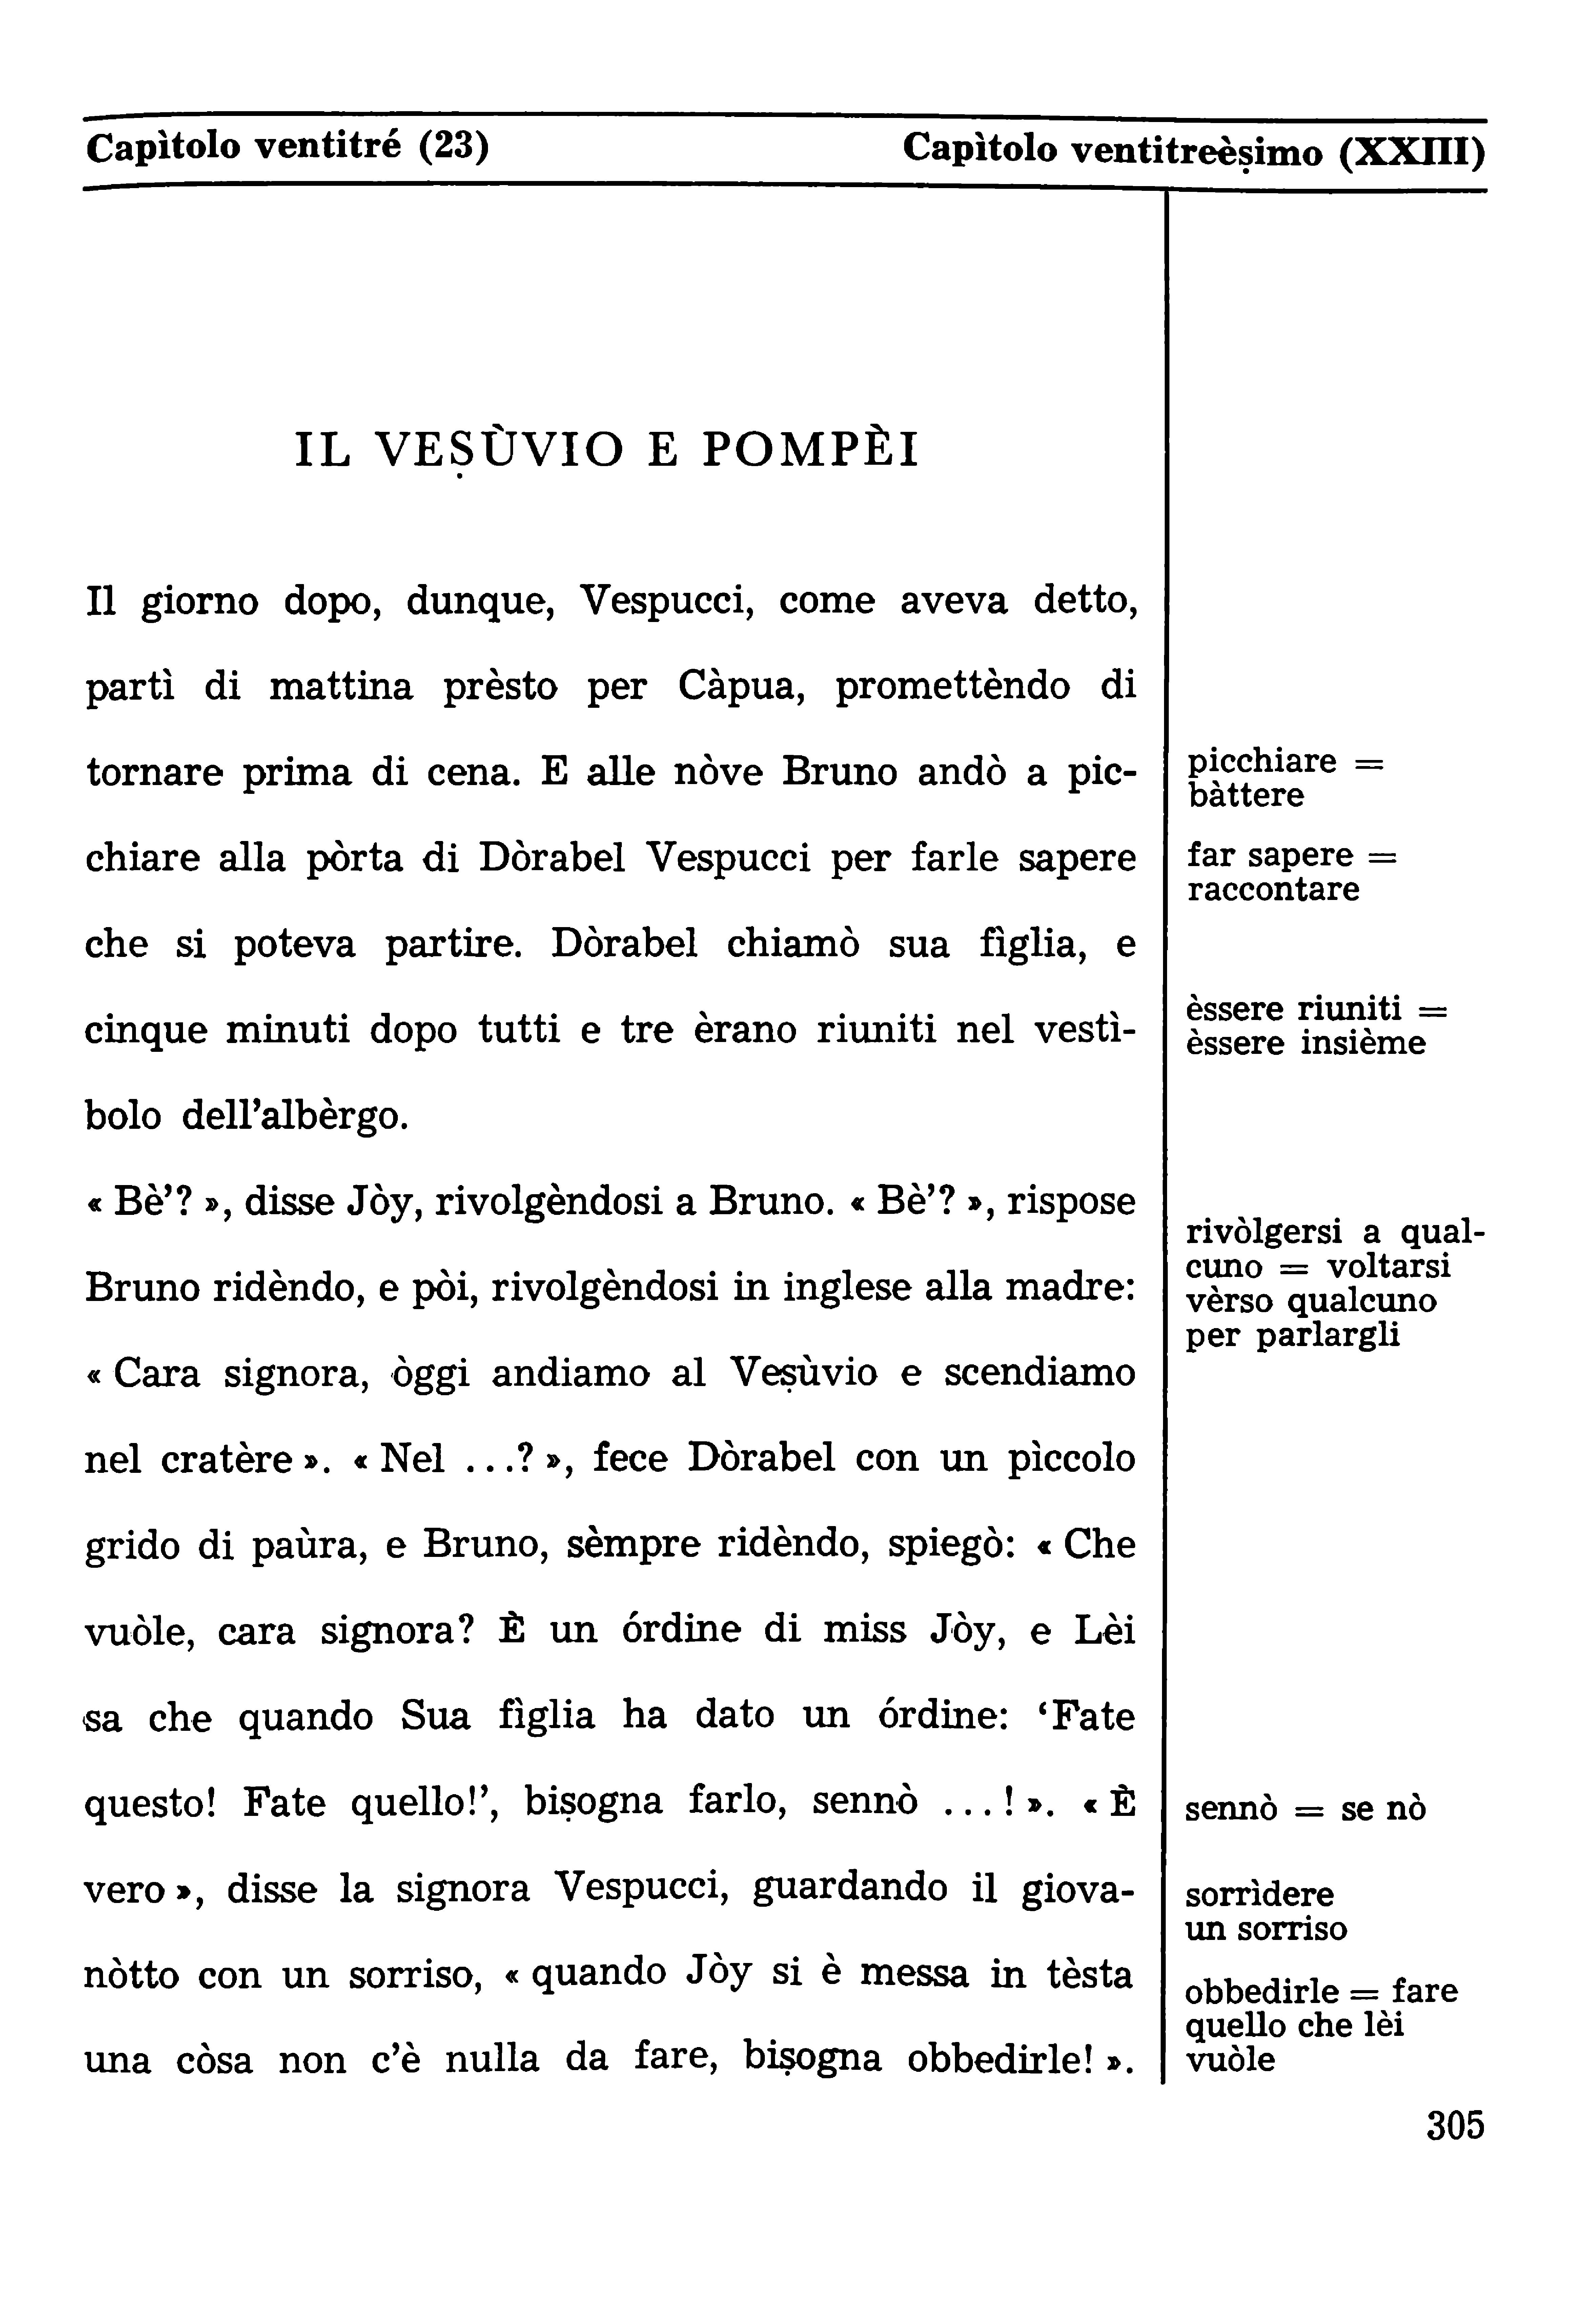 Capìtolo ventitré (23)
Capìtolo ventitreèṣimo (XXIII)
IL VEṢÙVIO E POMPÈI
Il giorno dopo, dunque, Vespucci, come aveva detto,
partì di mattina prèsto per Càpua, promettèndo di
tornare prima di cena. E alle nòve Bruno andò a pic-
chiare alla pòrta di Dòrabel Vespucci per farle sapere
che si poteva partire. Dòrabel chiamò sua fìglia, e
cinque minuti dopo tutti e tre èrano riuniti nel vestì-
bolo dell’albèrgo.
« Bè’? », disse Jòy, rivolgèndosi a Bruno. « Bè’? », rispose
Bruno ridèndo, e pòi, rivolgèndosi in inglese alla madre:
« Cara signora, òggi andiamo al Veṣùvio e scendiamo
nel cratère ». « Nel ...? », fece Dòrabel con un pìccolo
grido di paùra, e Bruno, sèmpre ridèndo, spiegò: « Che
vuòle, cara signora? È un órdine di miss Jòy, e Lèi
sa che quando Sua fìglia ha dato un órdine: ‘Fate
questo! Fate quello!’, biṣogna farlo, sennò ...! ». « È
vero », disse la signora Vespucci, guardando il giova-
nòtto con un sorriso, « quando Jòy si è messa in tèsta
una còsa non c’è nulla da fare, biṣogna obbedirle! ».
picchiare =
bàttere
far sapere =
raccontare
èssere riuniti =
èssere insième
rivòlgersi a qual-
cuno = voltarsi
vèrso qualcuno
per parlargli
sennò = se nò
sorrìdere
un sorriso
obbedirle = fare
quello che lèi
vuòle
305